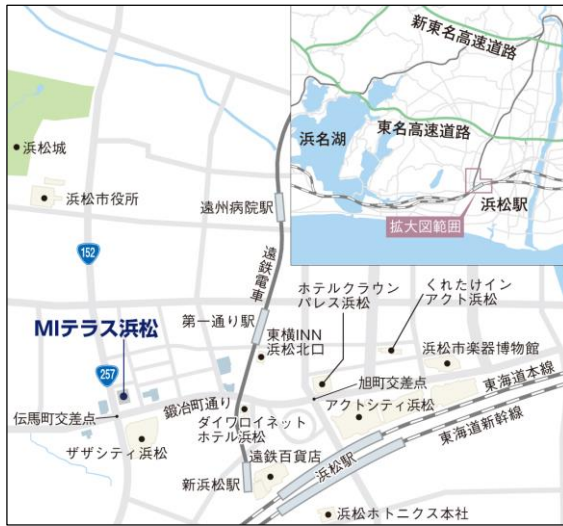 新東名高速道路
浜名湖
東名高速道路
浜松駅
拡大図範囲
浜松城
浜松市役所
遠州病院駅
152
遠鉄電車
ホテルクラウン
パレス浜松
くれたけイン
アクト浜松
MIテラス浜松
第一通り駅
東横INN
浜松北口
浜松市楽器博物館
257
旭町交差点
東海道本線
伝馬町交差点
鍛冶町通り
ダイワロイネット
ホテル浜松
アクトシティ浜松
東海道新幹線
ザザシティ浜松
遠鉄百貨店
浜松駅
新浜松駅
浜松ホトニクス本社